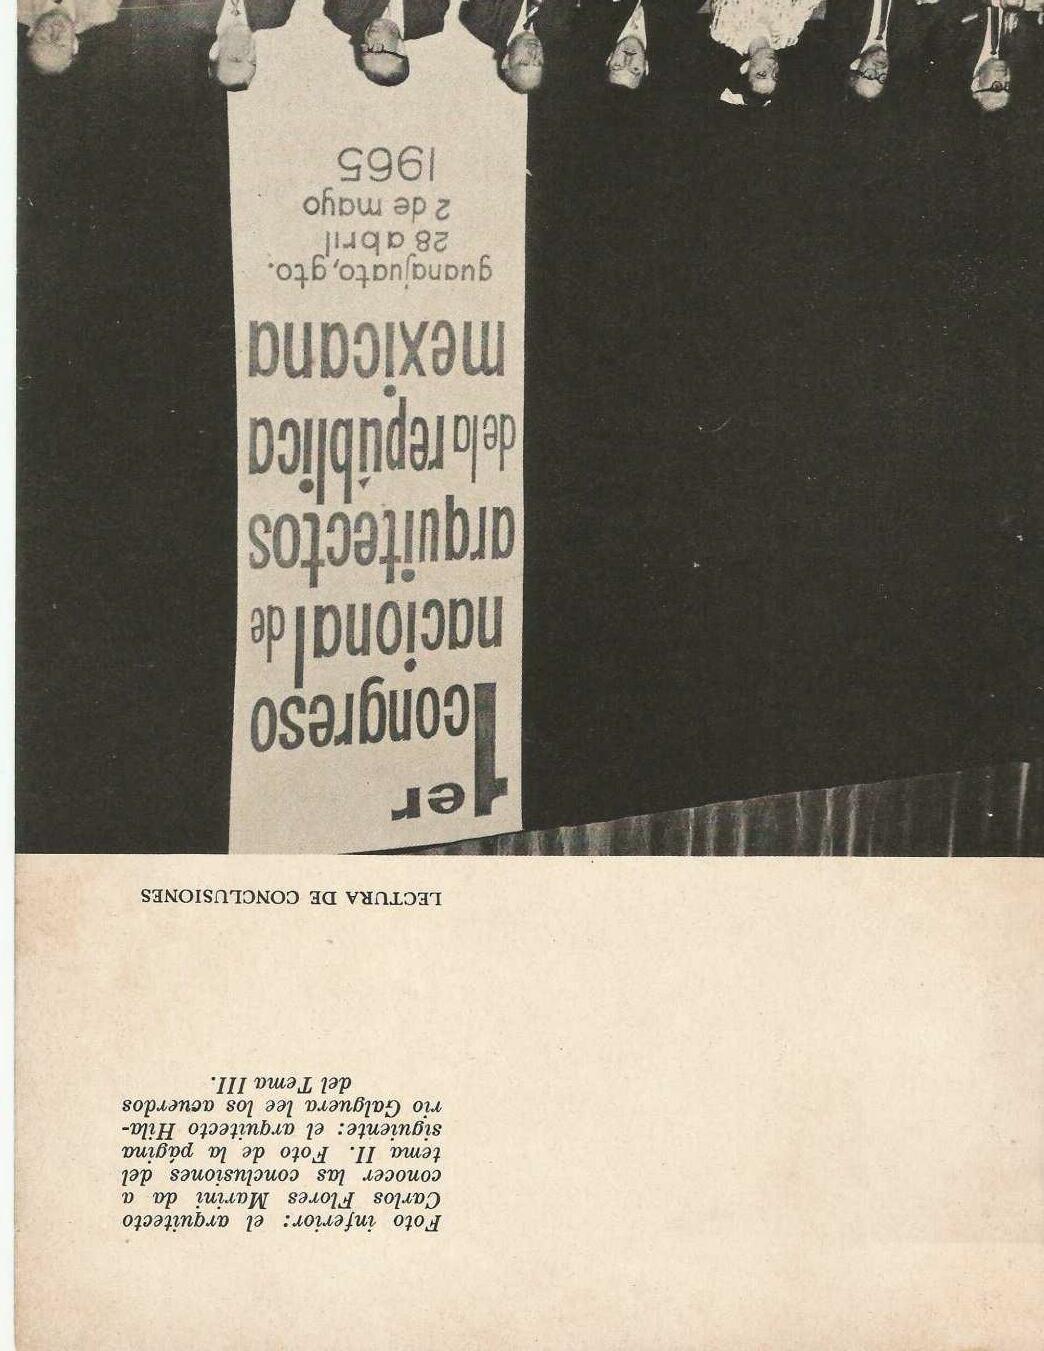 Foto inferior: el arquitecto
Carlos Flores Marini da a
conocer las conclusiones del
tema II. Foto de la página
siguiente: el arquitecto Hila-
rio Galguera lee los acuerdos
del Tema III.
LECTURA DE CONCLUSIONES
1er
congreso
nacional de
arquitectos
de la república
mexicana
guanajuato, gto.
28 abril
2 de mayo
1965